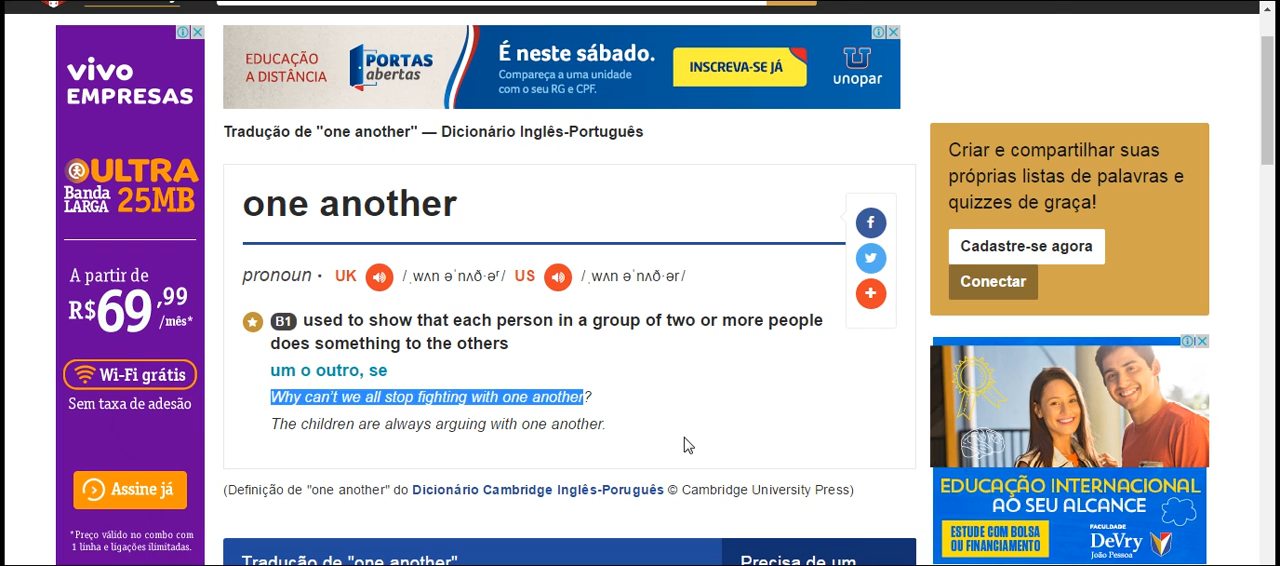 vivo
EMPRESAS
ULTRA
Banda
LARGA 25MB
A partir de
R$69,99
/mês*
Wi-Fi grátis
Sem taxa de adesão
Assine já
*Preço válido no combo com
1 linha e ligações ilimitadas.
EDUCAÇÃO
A DISTÂNCIA
PORTAS
abertas
É neste sábado.
Compareça a uma unidade
com o seu RG e CPF.
INSCREVA-SE JÁ
unopar
Tradução de "one another" — Dicionário Inglês-Português
one another
pronoun · UK /ˌwʌn əˈnʌð·əʳ/ US /ˌwʌn əˈnʌð·ər/
B1 used to show that each person in a group of two or more people
does something to the others
um o outro, se
Why can't we all stop fighting with one another?
The children are always arguing with one another.
(Definição de "one another" do Dicionário Cambridge Inglês-Poruguês © Cambridge University Press)
Tradução de "one another"
Precisa de um
Criar e compartilhar suas
próprias listas de palavras e
quizzes de graça!
Cadastre-se agora
Conectar
EDUCAÇÃO INTERNACIONAL
AO SEU ALCANCE
ESTUDE COM BOLSA
OU FINANCIAMENTO
FACULDADE
DeVry
João Pessoa